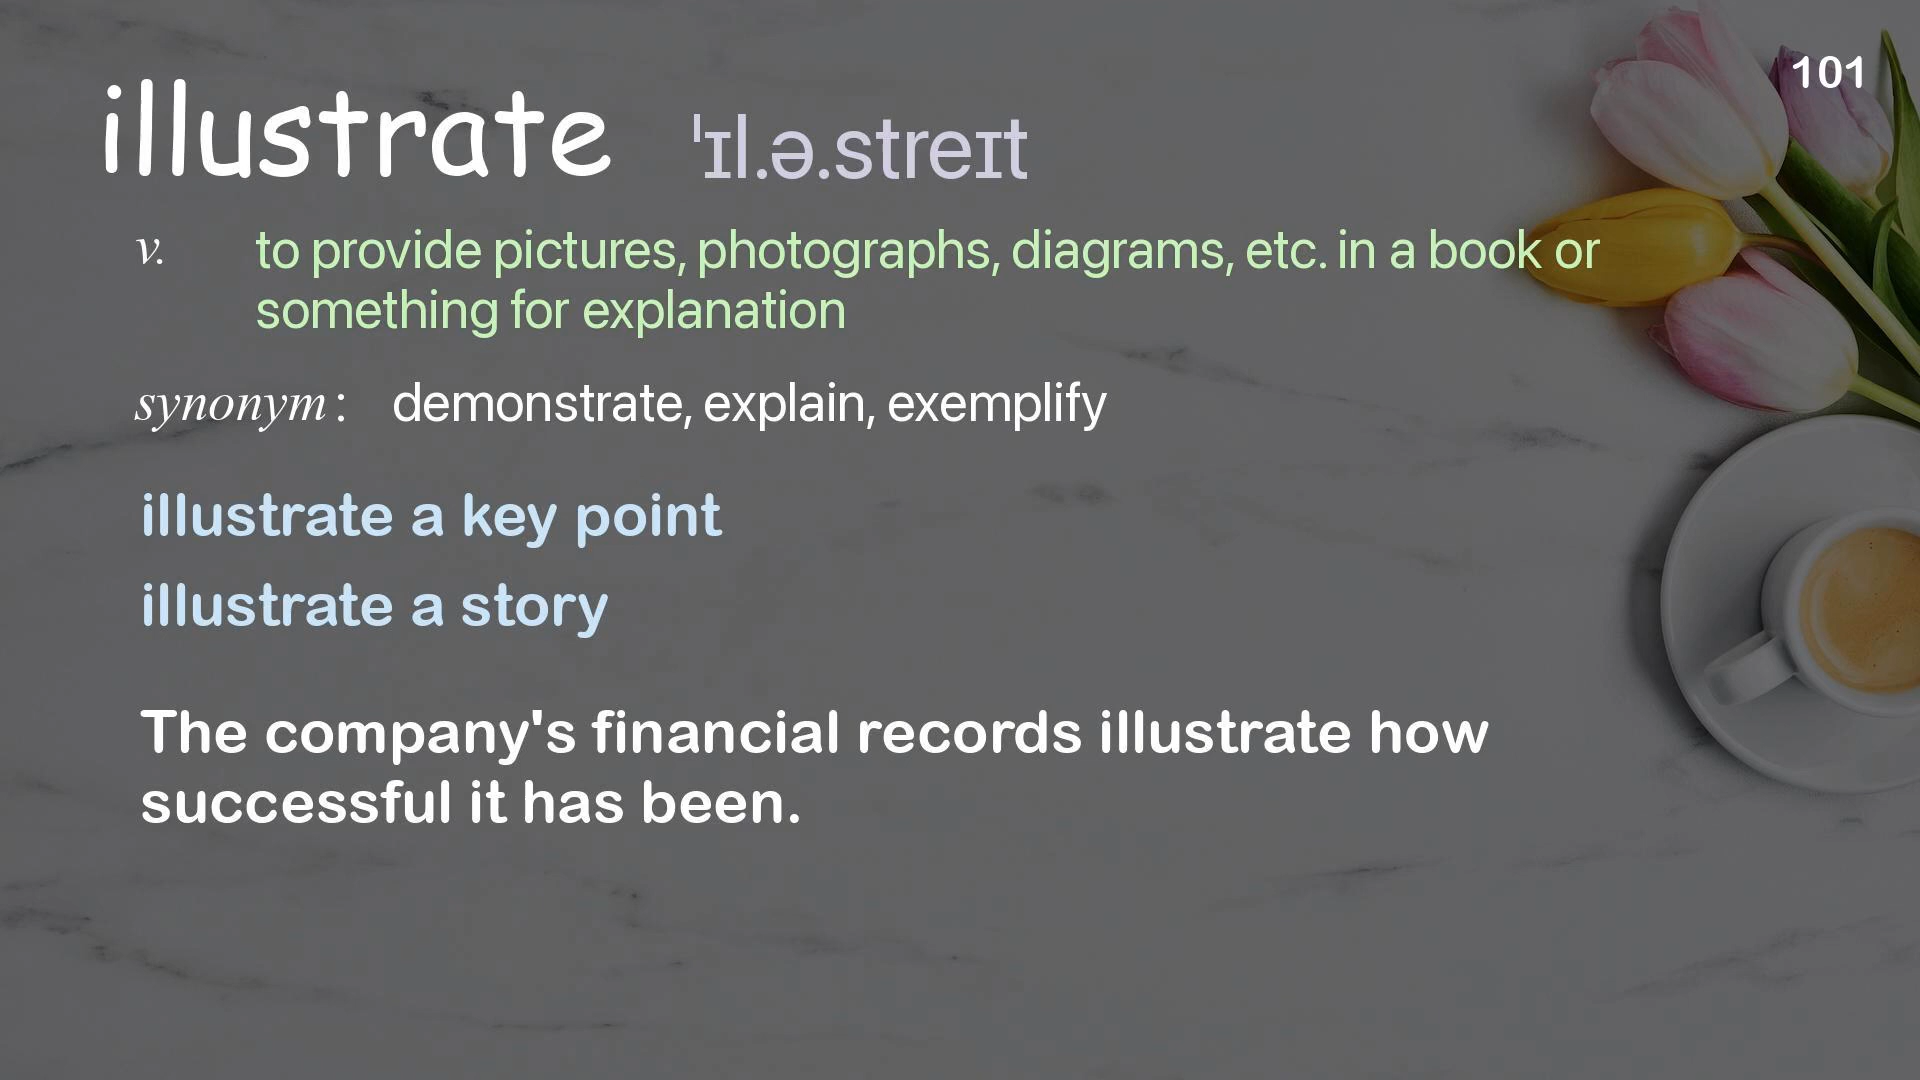 101
illustrate ˈɪl.ə.streɪt
v. to provide pictures, photographs, diagrams, etc. in a book or
something for explanation
synonym : demonstrate, explain, exemplify
illustrate a key point
illustrate a story
The company's financial records illustrate how
successful it has been.